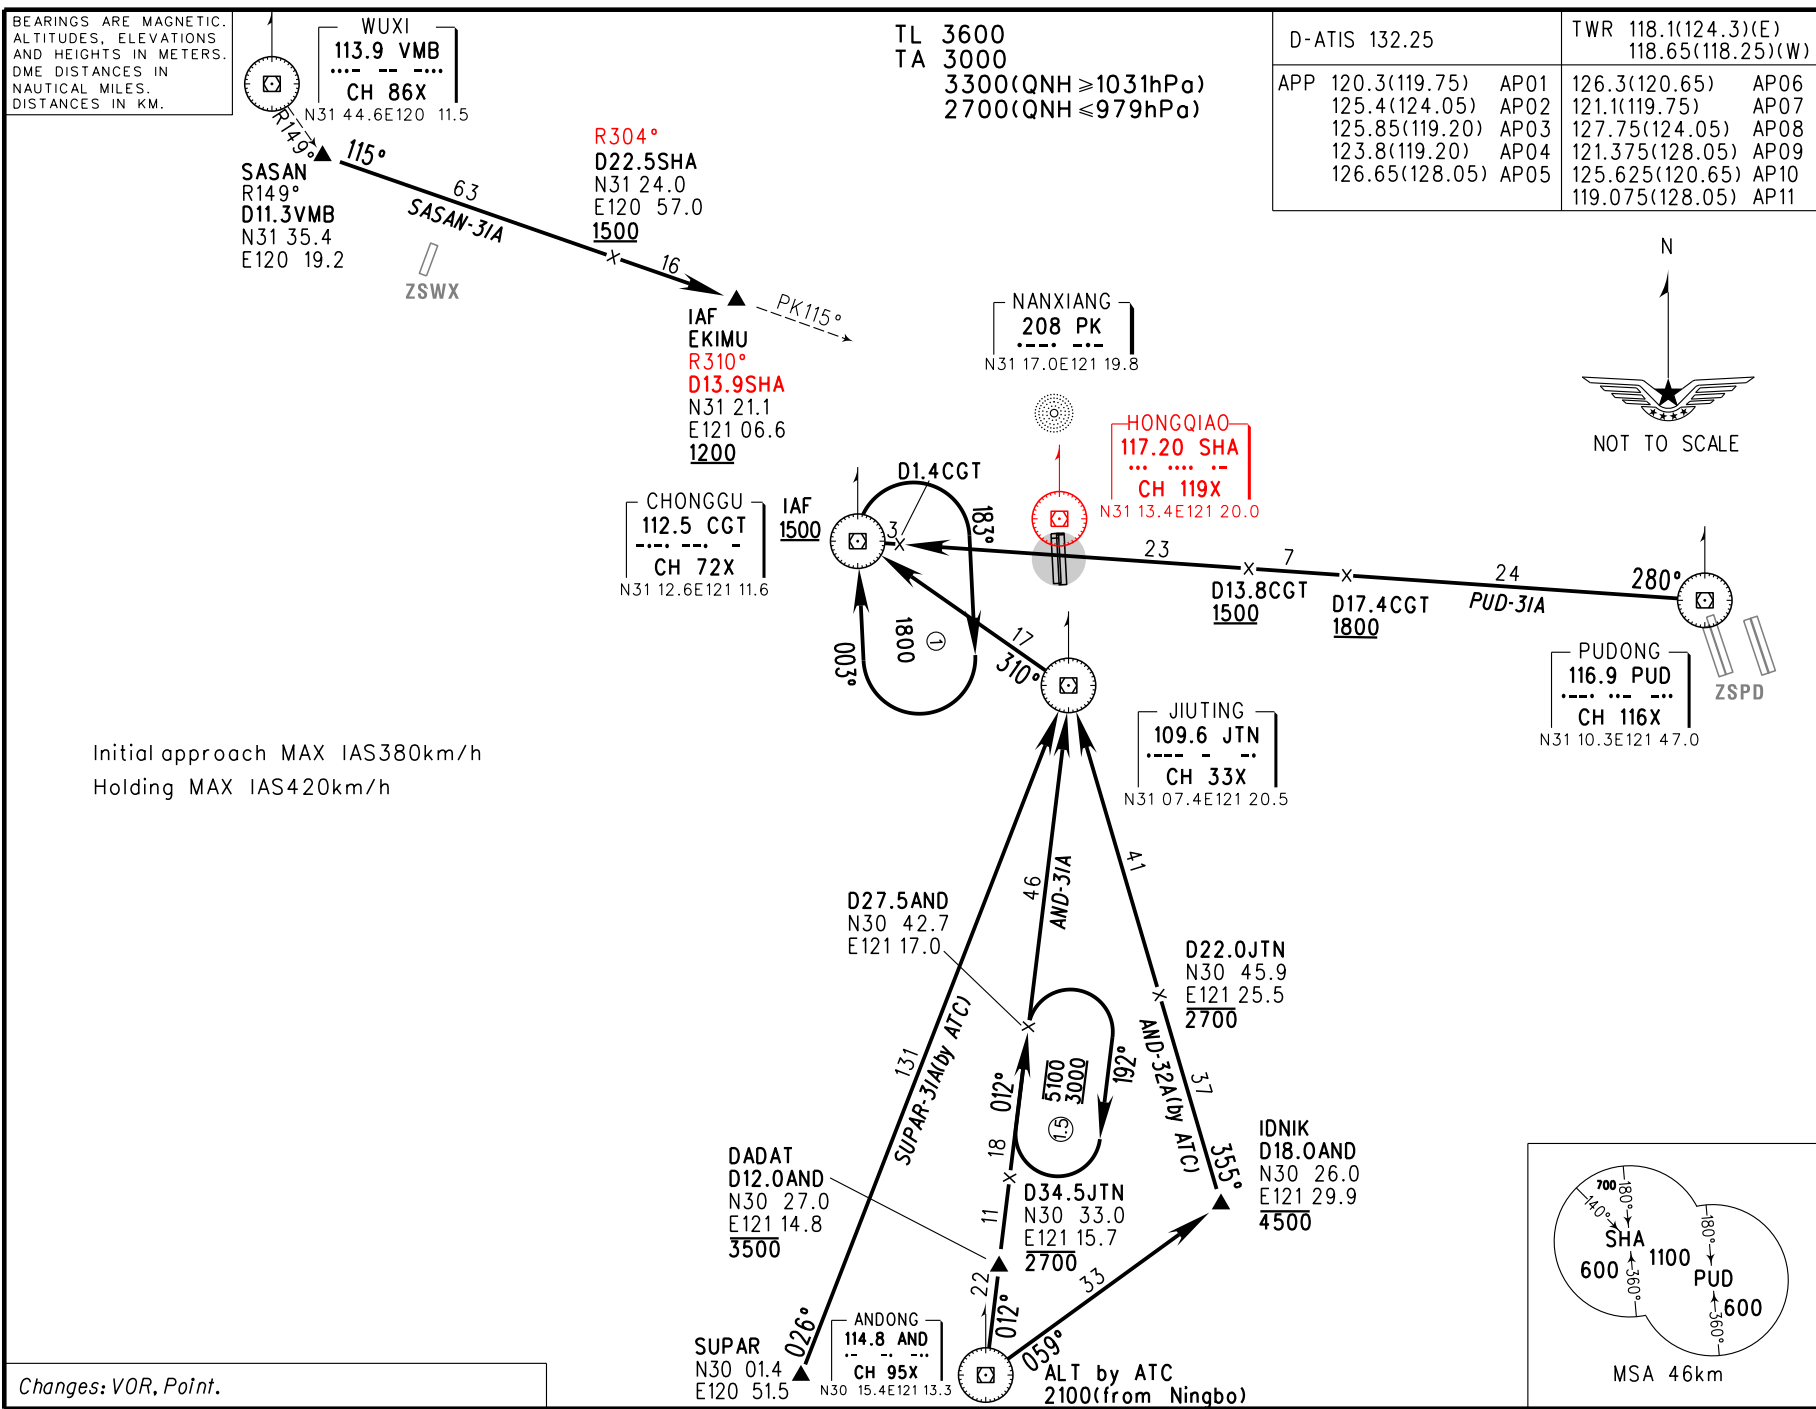 BEARINGS ARE MAGNETIC.
ALTITUDES, ELEVATIONS
AND HEIGHTS IN METERS.
DME DISTANCES IN
NAUTICAL MILES.
DISTANCES IN KM.
WUXI
113.9 VMB
CH 86X
N31 44.6E120 11.5
R149°
SASAN
R149°
D11.3VMB
N31 35.4
E120 19.2
115°
63
SASAN-31A
ZSWX
R304°
D22.5SHA
N31 24.0
E120 57.0
1500
16
IAF
EKIMU
R310°
D13.9SHA
N31 21.1
E121 06.6
1200
PK115°
TL 3600
TA 3000
3300(QNH ≥1031hPa)
2700(QNH ≤979hPa)
D-ATIS 132.25
TWR 118.1(124.3)(E)
118.65(118.25)(W)
APP 120.3(119.75) AP01
125.4(124.05) AP02
125.85(119.20) AP03
123.8(119.20) AP04
126.65(128.05) AP05
126.3(120.65) AP06
121.1(119.75) AP07
127.75(124.05) AP08
121.375(128.05) AP09
125.625(120.65) AP10
119.075(128.05) AP11
N
NOT TO SCALE
NANXIANG
208 PK
N31 17.0E121 19.8
HONGQIAO
117.20 SHA
CH 119X
N31 13.4E121 20.0
CHONGGU
112.5 CGT
CH 72X
N31 12.6E121 11.6
IAF
1500
D1.4CGT
3
183°
003°
1800
1
17
310°
23
D13.8CGT
1500
7
D17.4CGT
1800
24
PUD-31A
280°
PUDONG
116.9 PUD
CH 116X
N31 10.3E121 47.0
ZSPD
JIUTING
109.6 JTN
CH 33X
N31 07.4E121 20.5
Initial approach MAX IAS380km/h
Holding MAX IAS420km/h
D27.5AND
N30 42.7
E121 17.0
46
AND-31A
41
D22.0JTN
N30 45.9
E121 25.5
2700
AND-32A(by ATC)
37
355°
IDNIK
D18.0AND
N30 26.0
E121 29.9
4500
131
SUPAR-31A(by ATC)
026°
012°
18
5100
3000
1.5
192°
D34.5JTN
N30 33.0
E121 15.7
2700
DADAT
D12.0AND
N30 27.0
E121 14.8
3500
11
22
012°
33
059°
SUPAR
N30 01.4
E120 51.5
ANDONG
114.8 AND
CH 95X
N30 15.4E121 13.3
ALT by ATC
2100(from Ningbo)
700
180°
140°
SHA
600
360°
1100
180°
PUD
600
360°
MSA 46km
Changes: VOR, Point.